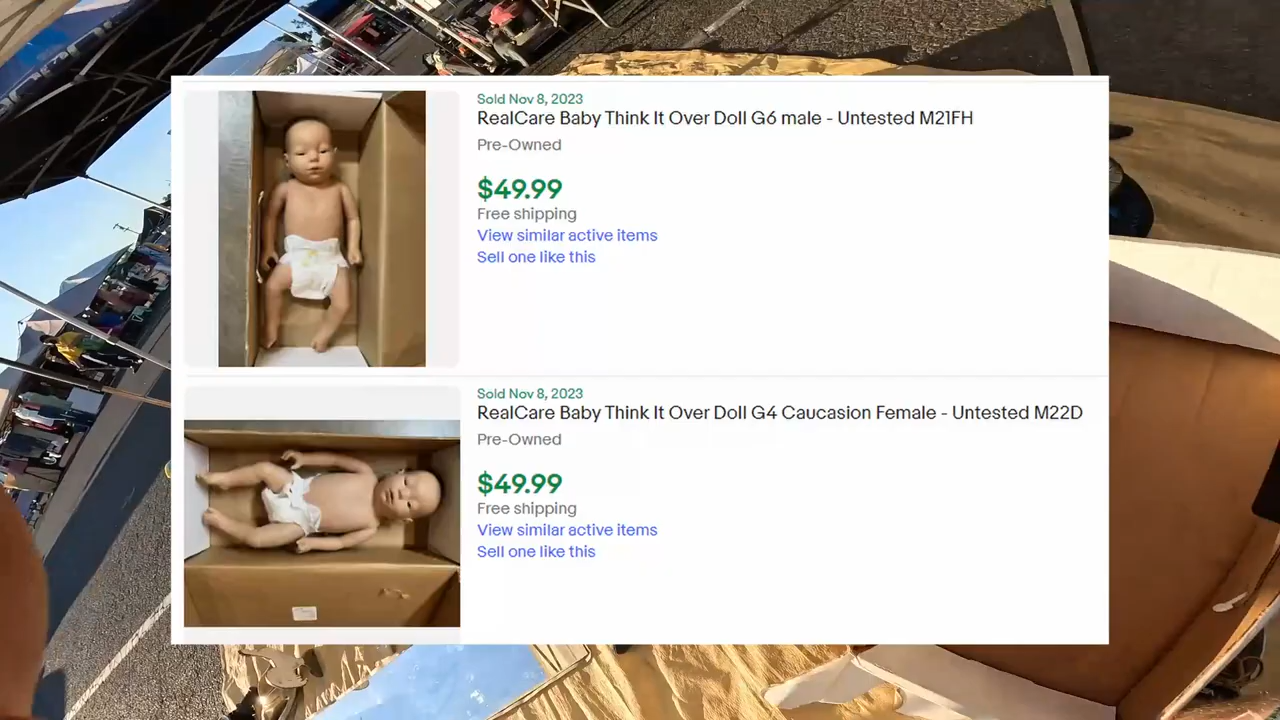 Sold Nov 8, 2023
RealCare Baby Think It Over Doll G6 male - Untested M21FH
Pre-Owned
$49.99
Free shipping
View similar active items
Sell one like this
Sold Nov 8, 2023
RealCare Baby Think It Over Doll G4 Caucasion Female - Untested M22D
Pre-Owned
$49.99
Free shipping
View similar active items
Sell one like this